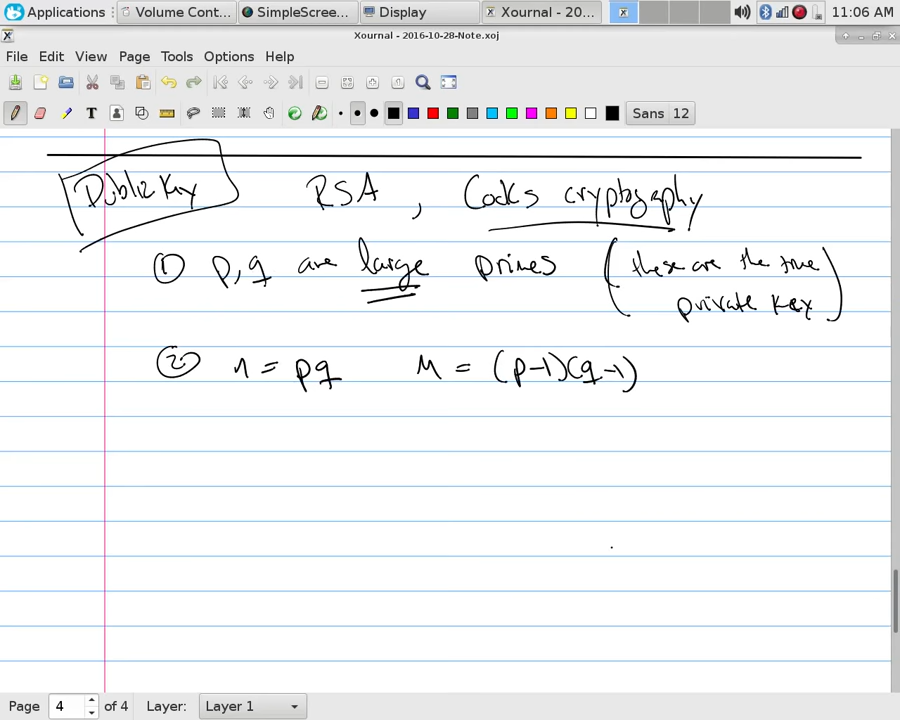 Applications
Volume Cont...
SimpleScree...
Display
Xournal - 20...
11:06 AM
Xournal - 2016-10-28-Note.xoj
File Edit View Page Tools Options Help
Sans 12
Public Key RSA , Cocks cryptography
① p,q are large primes (these are the true
private key)
② n = pq M = (p-1)(q-1)
Page 4 of 4 Layer: Layer 1